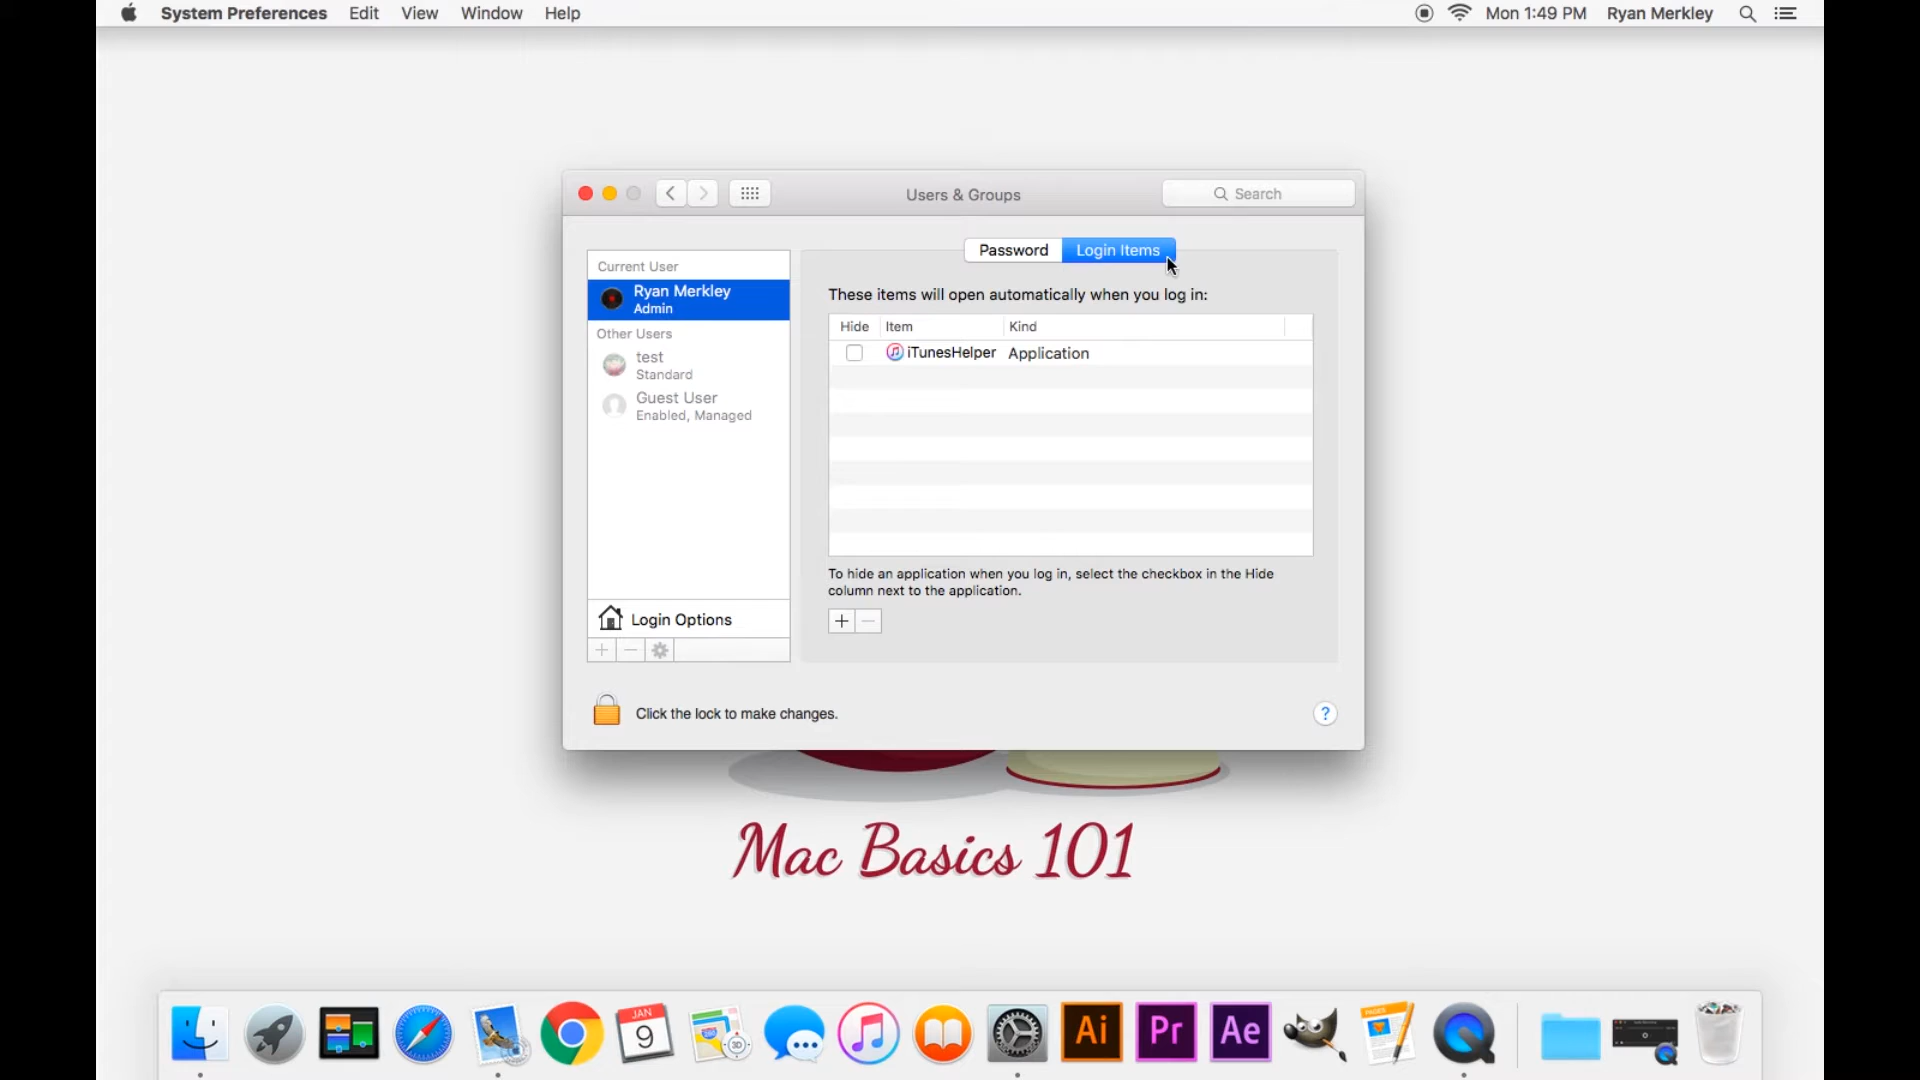 System Preferences Edit View Window Help Mon 1:49 PM Ryan Merkley
Users & Groups
Search
Password Login Items
Current User
Ryan Merkley
Admin
Other Users
test
Standard
Guest User
Enabled, Managed
Login Options
These items will open automatically when you log in:
Hide Item Kind
iTunesHelper Application
To hide an application when you log in, select the checkbox in the Hide
column next to the application.
Click the lock to make changes.
?
Mac Basics 101
JAN
9
3D
Ai
Pr
Ae
PAGES